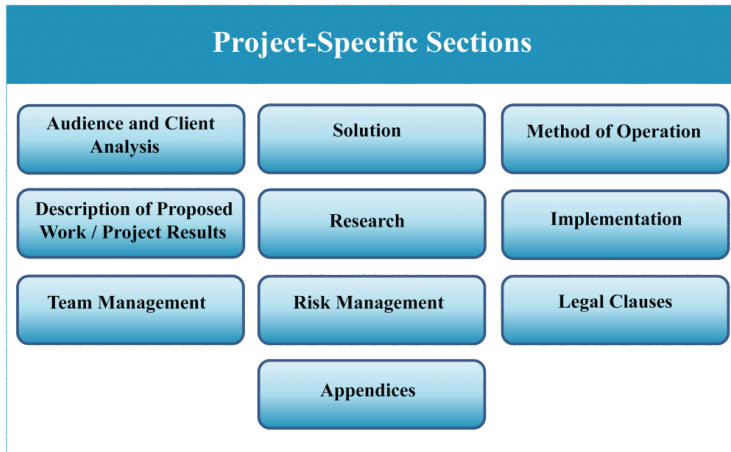 Project-Specific Sections
Audience and Client
Analysis
Solution
Method of Operation
Description of Proposed
Work / Project Results
Research
Implementation
Team Management
Risk Management
Legal Clauses
Appendices